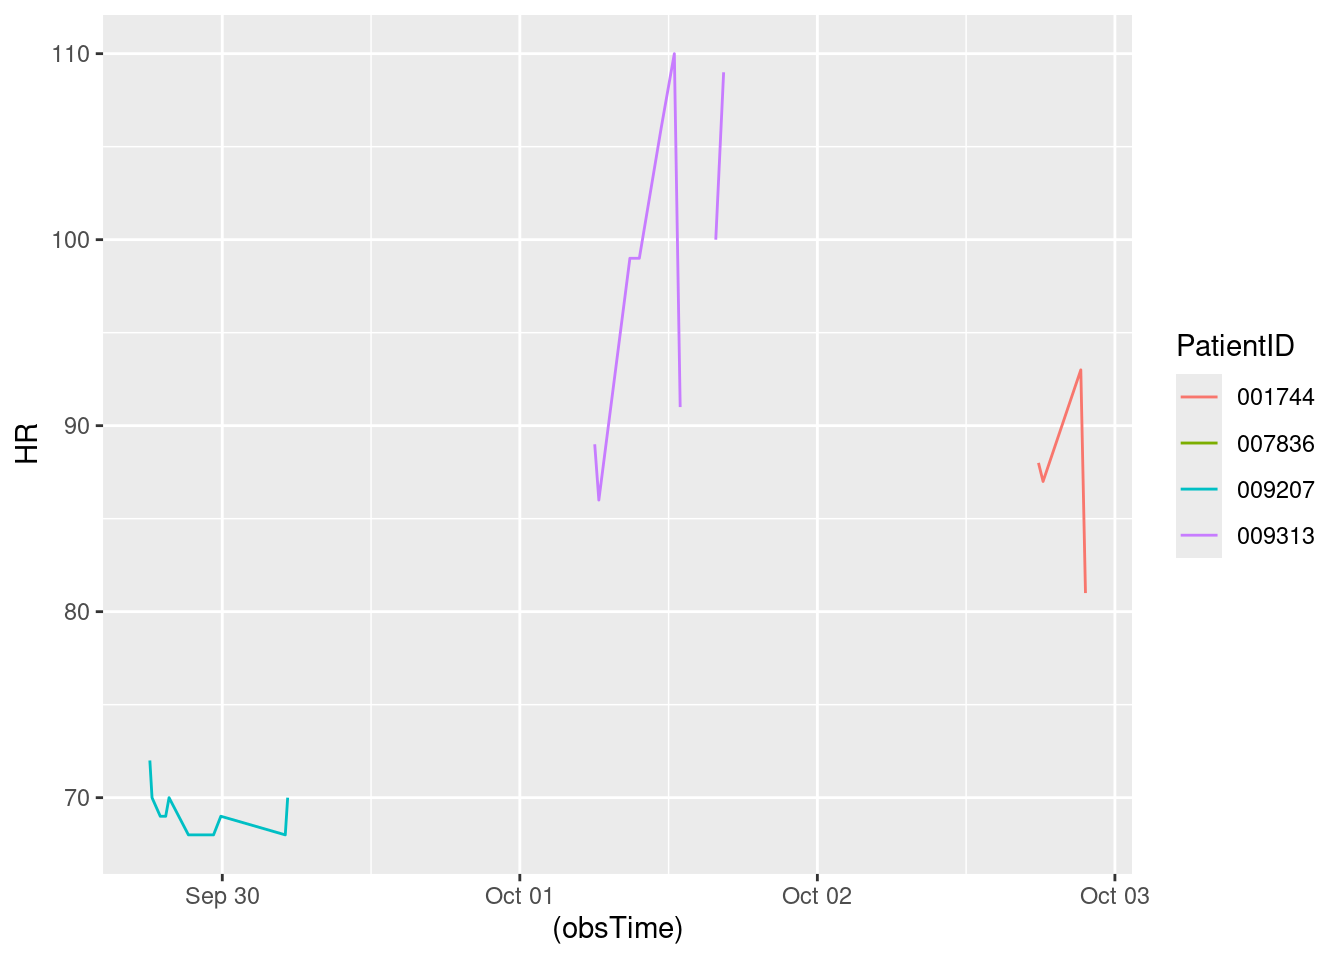 110
100
90
80
70
HR
Sep 30
Oct 01
Oct 02
Oct 03
(obsTime)
PatientID
001744
007836
009207
009313